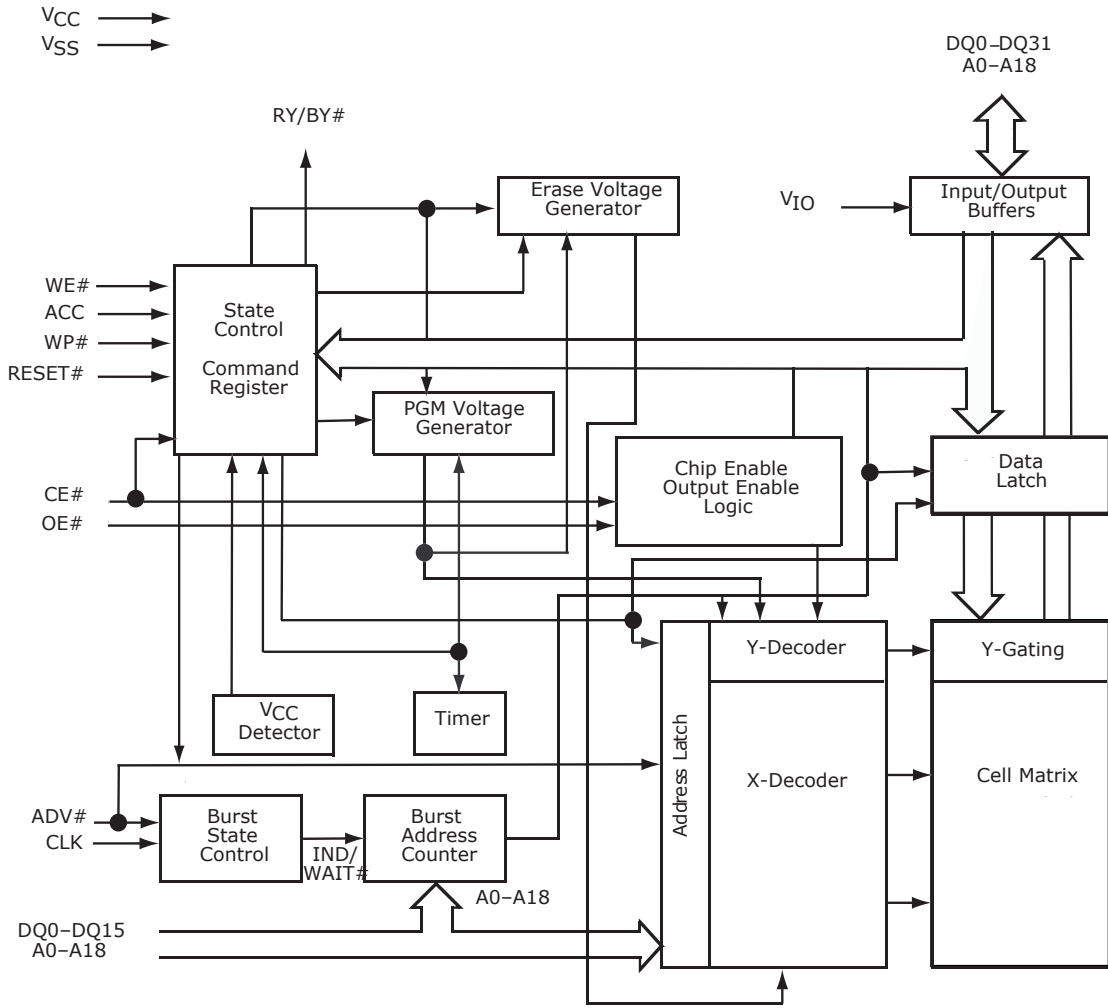 VCC
VSS
DQ0–DQ31
A0–A18
RY/BY#
Erase Voltage
Generator
VIO
Input/Output
Buffers
WE#
ACC
WP#
RESET#
State
Control
Command
Register
PGM Voltage
Generator
Chip Enable
Output Enable
Logic
Data
Latch
CE#
OE#
Y-Decoder
Y-Gating
VCC
Detector
Timer
Address Latch
X-Decoder
Cell Matrix
ADV#
CLK
Burst
State
Control
IND/
WAIT#
Burst
Address
Counter
A0–A18
DQ0–DQ15
A0–A18